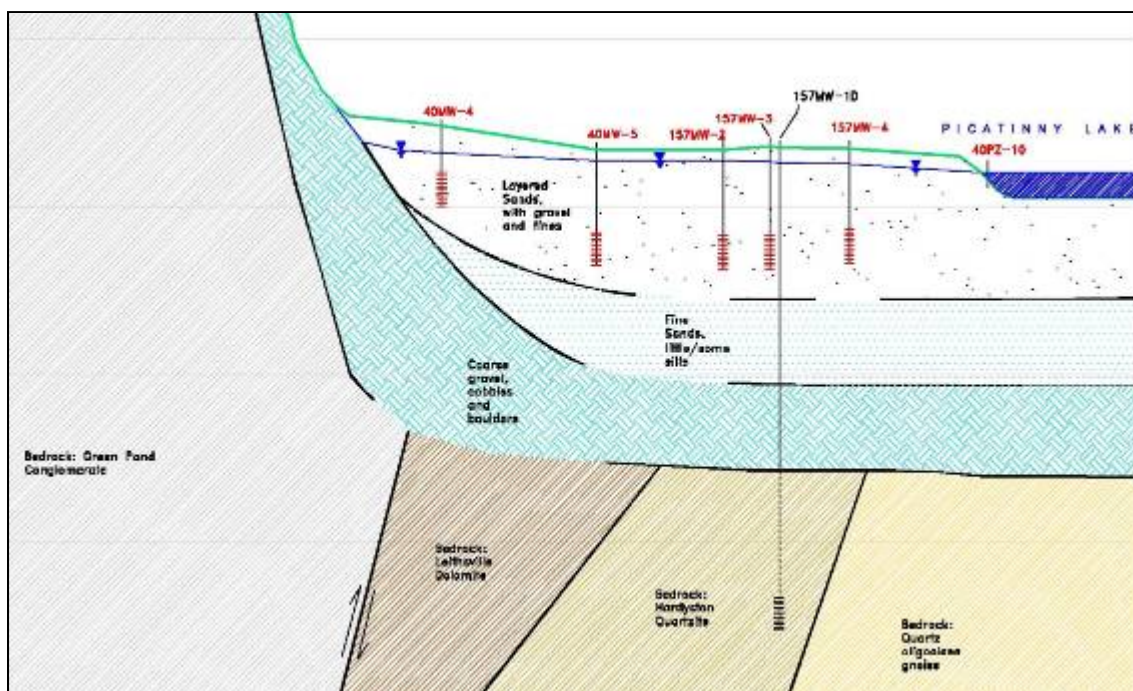 40MW-4
40MW-5
157MW-2
157MW-3
157MW-1D
157MW-4
PICATINNY LAKE
40PZ-10
Layered
Sands,
with gravel
and fines
Fine
Sands,
little/some
silts
Coarse
gravel,
cobbles
and
boulders
Bedrock: Green Pond
Conglomerate
Bedrock:
Leithsville
Dolomite
Bedrock:
Hardyston
Quartzite
Bedrock:
Quartz
oligoclase
gneiss